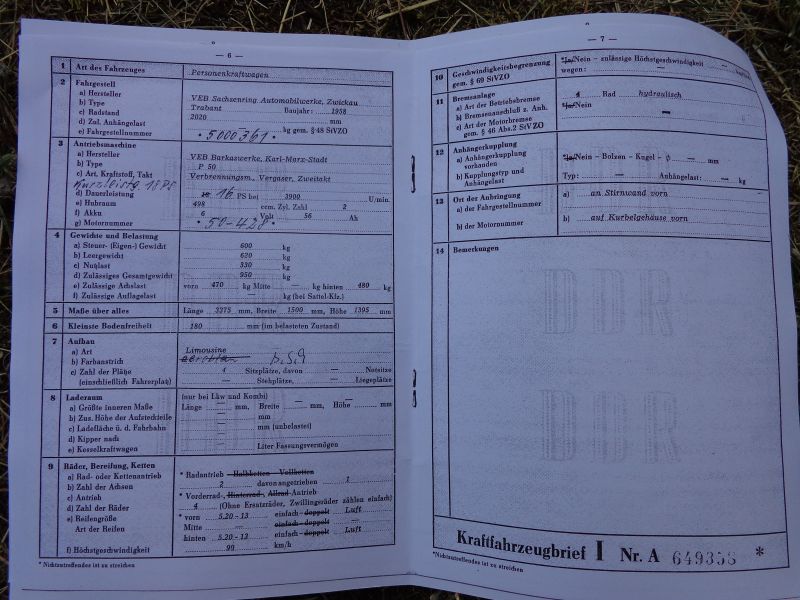 — 6 —
1 Art des Fahrzeuges Personenkraftwagen
2 Fahrgestell
a) Hersteller VEB Sachsenring Automobilwerke, Zwickau
b) Type Trabant Baujahr: 1958
c) Radstand 2020 mm
d) Zul. Anhängelast kg gem. § 48 StVZO
e) Fahrgestellnummer • 5000361 •
3 Antriebsmaschine
a) Hersteller VEB Barkaswerke, Karl-Marx-Stadt
b) Type P 50
c) Art, Kraftstoff, Takt Verbrennungsm., Vergaser, Zweitakt
Kurzleistg. 18 PS
d) Dauerleistung 16 PS bei 3900 U/min.
e) Hubraum 498 ccm, Zyl. Zahl 2
f) Akku 6 Volt 56 Ah
g) Motornummer • 50-428 •
4 Gewichte und Belastung
a) Steuer- (Eigen-) Gewicht 600 kg
b) Leergewicht 620 kg
c) Nutzlast 330 kg
d) Zulässiges Gesamtgewicht 950 kg
e) Zulässige Achslast vorn 470 kg Mitte — kg hinten 480 kg
f) Zulässige Auflagelast — kg (bei Sattel-Kfz.)
5 Maße über alles Länge 3375 mm, Breite 1500 mm, Höhe 1395 mm
6 Kleinste Bodenfreiheit 180 mm (im belasteten Zustand)
7 Aufbau
a) Art Limousine
b) Farbanstrich
c) Zahl der Plätze 4 Sitzplätze, davon — Notsitze
(einschließlich Fahrerplatz) — Stehplätze, — Liegeplätze
8 Laderaum (nur bei Lkw und Kombi)
a) Größte inneren Maße Länge — mm, Breite — mm, Höhe — mm
b) Zus. Höhe der Aufsteckteile — mm
c) Ladefläche ü. d. Fahrbahn — mm (unbelastet)
d) Kipper nach —
e) Kesselkraftwagen — Liter Fassungsvermögen
9 Räder, Bereifung, Ketten
a) Rad- oder Kettenantrieb * Radantrieb – Halbketten – Vollketten
b) Zahl der Achsen 2 davon angetrieben 1
c) Antrieb * Vorderrad-, Hinterrad-, Allrad-Antrieb
d) Zahl der Räder 4 (Ohne Ersatzräder, Zwillingsräder zählen einfach)
e) Reifengröße * vorn 5.20-13 einfach – doppelt Luft
Art der Reifen Mitte — einfach – doppelt —
hinten 5.20-13 einfach – doppelt Luft
f) Höchstgeschwindigkeit 90 km/h
* Nichtzutreffendes ist zu streichen
— 7 —
10 Geschwindigkeitsbegrenzung *Ja/Nein – zulässige Höchstgeschwindigkeit — km/h
gem. § 69 StVZO wegen: —
11 Bremsanlage
a) Art der Betriebsbremse 4 Rad hydraulisch
b) Bremsenanschluß z. Anh. *Ja/Nein
c) Art der Motorbremse —
gem. § 46 Abs. 2 StVZO
12 Anhängerkupplung
a) Anhängerkupplung *Ja/Nein – Bolzen – Kugel – ϕ — mm
vorhanden
b) Kupplungstyp und Typ: — Anhängelast: — kg
Anhängelast
13 Ort der Anbringung
a) der Fahrgestellnummer a) an Stirnwand vorn
b) der Motornummer b) auf Kurbelgehäuse vorn
14 Bemerkungen
DDR
DDR
Kraftfahrzeugbrief I Nr. A 649358 *
*Nichtzutreffendes ist zu streichen